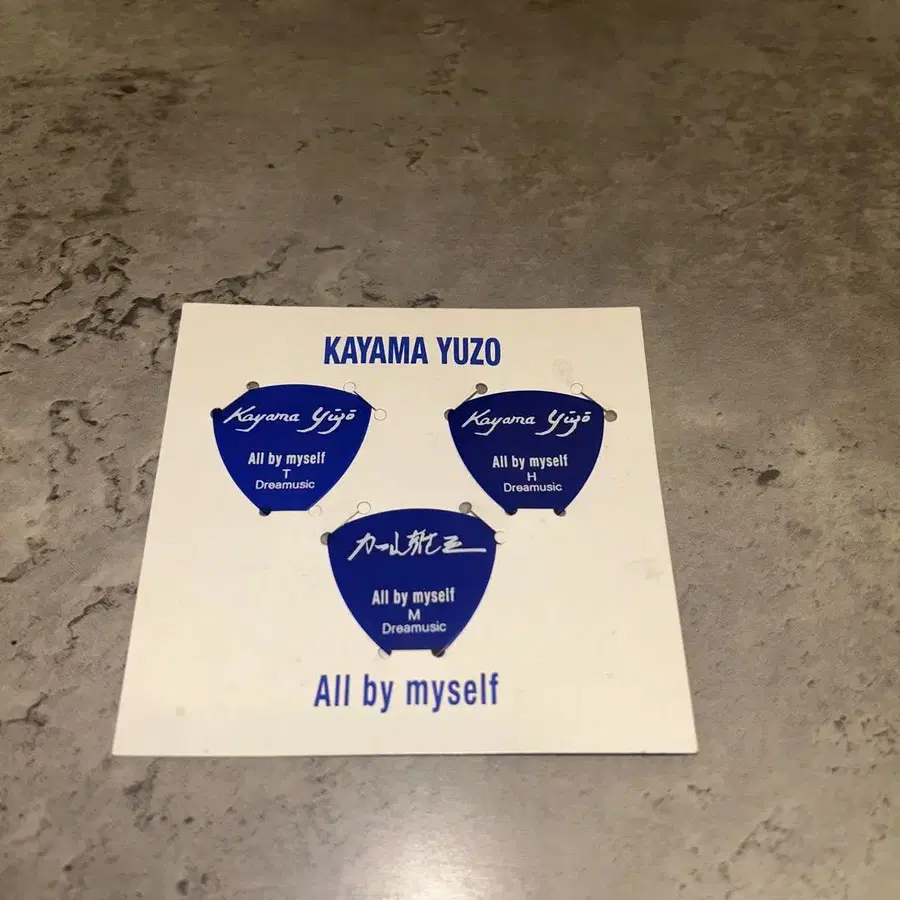 KAYAMA YUZO
Kayama Yūzō
All by myself
T
Dreamusic
Kayama Yūzō
All by myself
H
Dreamusic
加山雄三
All by myself
M
Dreamusic
All by myself